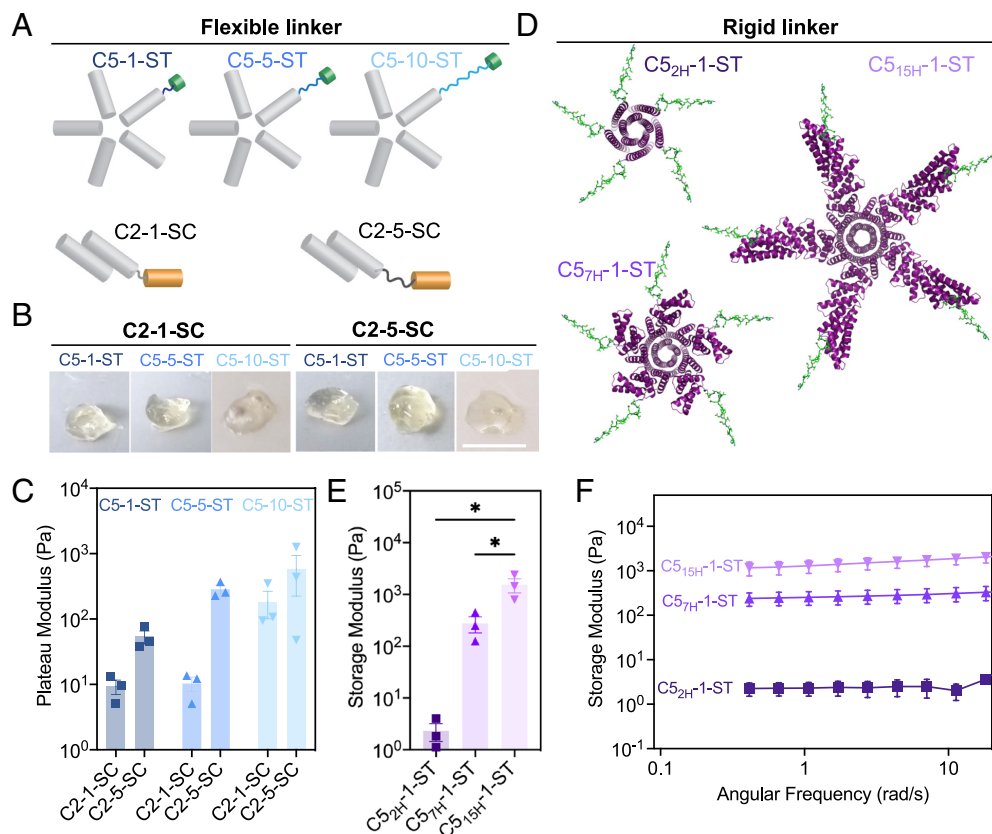 A
Flexible linker
C5-1-ST C5-5-ST C5-10-ST
C2-1-SC C2-5-SC
B
C2-1-SC C2-5-SC
C5-1-ST C5-5-ST C5-10-ST C5-1-ST C5-5-ST C5-10-ST
C
Plateau Modulus (Pa)
10⁴
10³
10²
10¹
10⁰
C5-1-ST C5-5-ST C5-10-ST
C2-1-SC C2-5-SC C2-1-SC C2-5-SC C2-1-SC C2-5-SC
D
Rigid linker
C5₂H-1-ST C5₁₅H-1-ST
C5₇H-1-ST
E
Storage Modulus (Pa)
10⁵
10⁴
10³
10²
10¹
10⁰
*
*
C5₂H-1-ST C5₇H-1-ST C5₁₅H-1-ST
F
Storage Modulus (Pa)
10⁴
10³
10²
10¹
10⁰
10⁻¹
C5₁₅H-1-ST
C5₇H-1-ST
C5₂H-1-ST
0.1 1 10
Angular Frequency (rad/s)